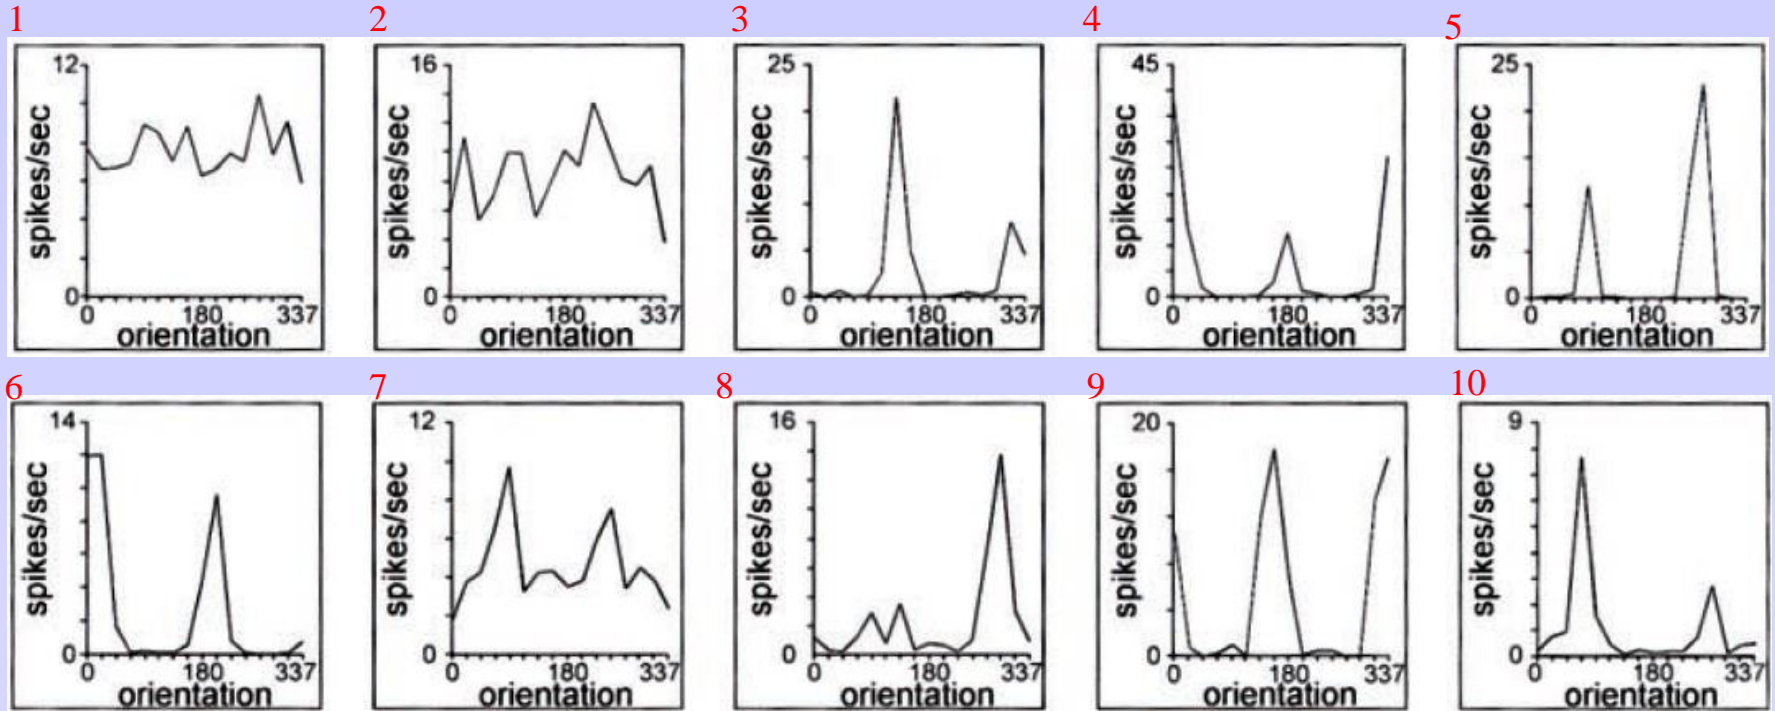 1 2 3 4 5
12
spikes/sec
0
0 180 337
orientation
16
spikes/sec
0
0 180 337
orientation
25
spikes/sec
0
0 180 337
orientation
45
spikes/sec
0
0 180 337
orientation
25
spikes/sec
0
0 180 337
orientation
6 7 8 9 10
14
spikes/sec
0
0 180 337
orientation
12
spikes/sec
0
0 180 337
orientation
16
spikes/sec
0
0 180 337
orientation
20
spikes/sec
0
0 180 337
orientation
9
spikes/sec
0
0 180 337
orientation